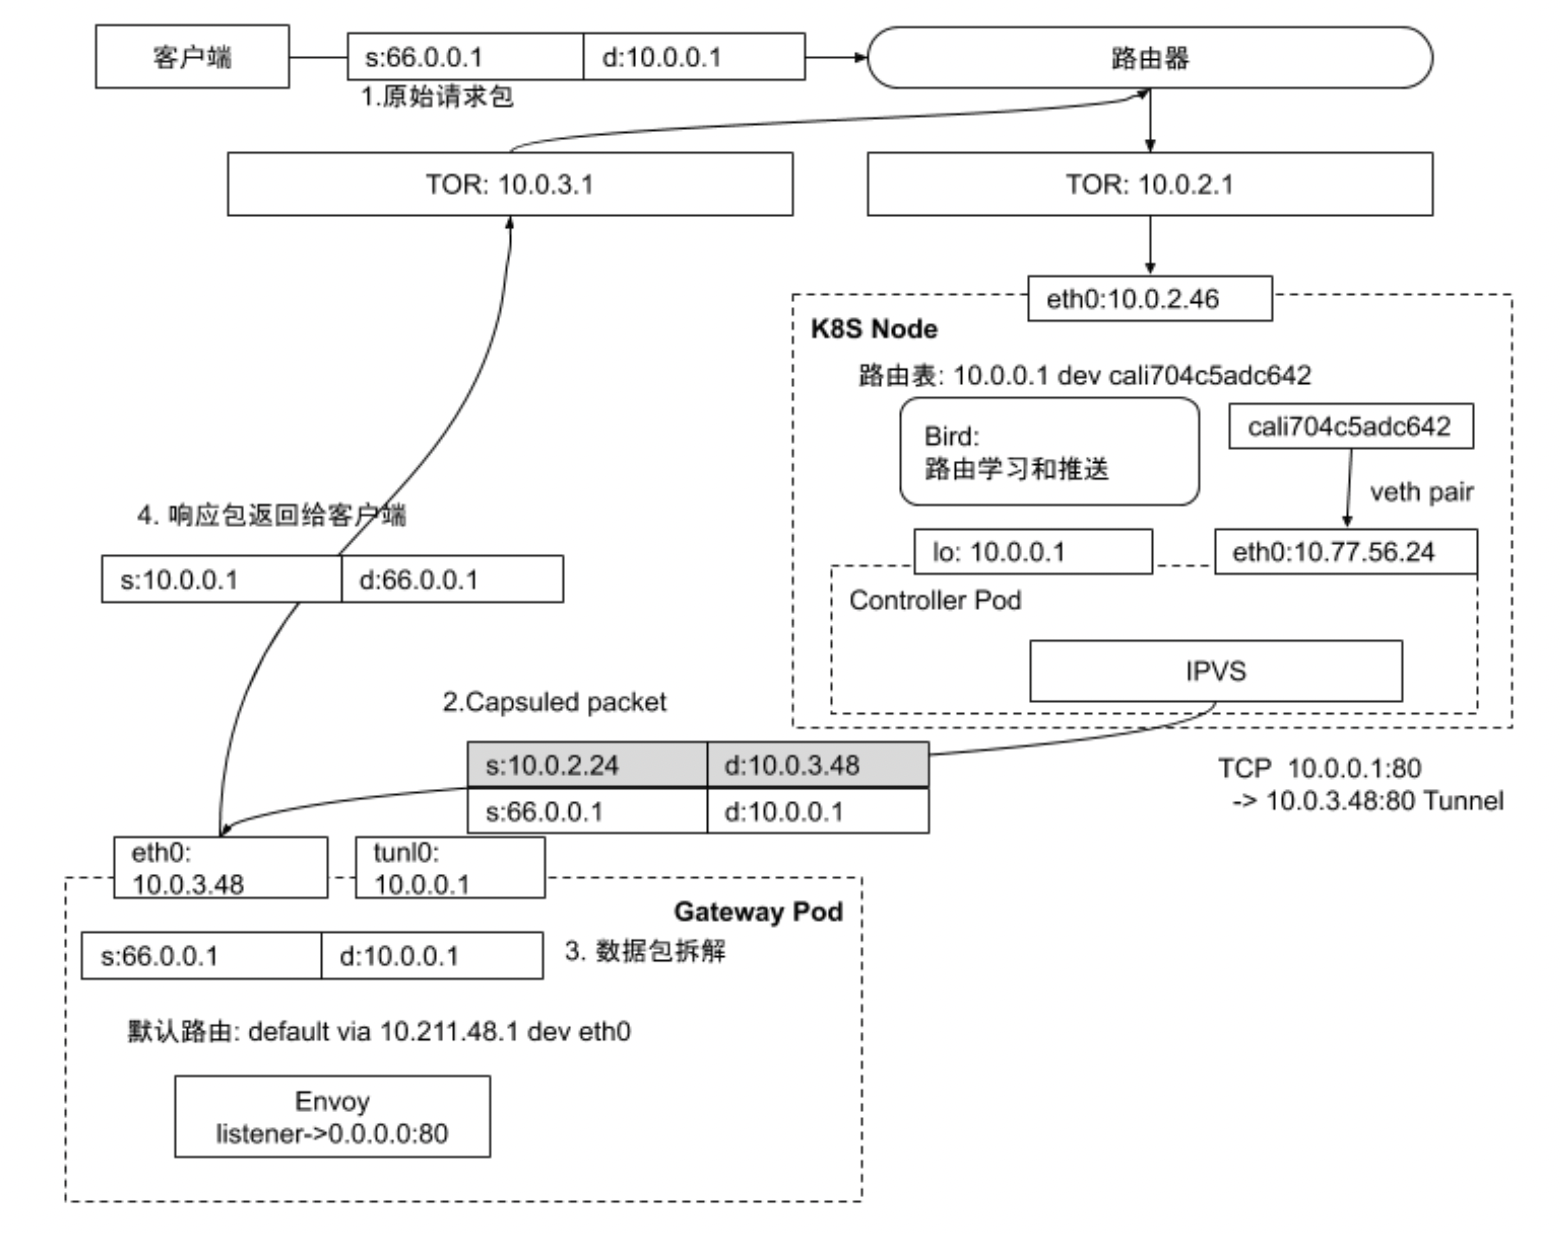 客户端
s:66.0.0.1
d:10.0.0.1
路由器
1.原始请求包
TOR: 10.0.3.1
TOR: 10.0.2.1
eth0:10.0.2.46
K8S Node
路由表: 10.0.0.1 dev cali704c5adc642
Bird:
路由学习和推送
cali704c5adc642
veth pair
4. 响应包返回给客户端
s:10.0.0.1
d:66.0.0.1
lo: 10.0.0.1
eth0:10.77.56.24
Controller Pod
IPVS
2.Capsuled packet
s:10.0.2.24
d:10.0.3.48
s:66.0.0.1
d:10.0.0.1
TCP 10.0.0.1:80
-> 10.0.3.48:80 Tunnel
eth0:
10.0.3.48
tunl0:
10.0.0.1
Gateway Pod
s:66.0.0.1
d:10.0.0.1
3. 数据包拆解
默认路由: default via 10.211.48.1 dev eth0
Envoy
listener->0.0.0.0:80